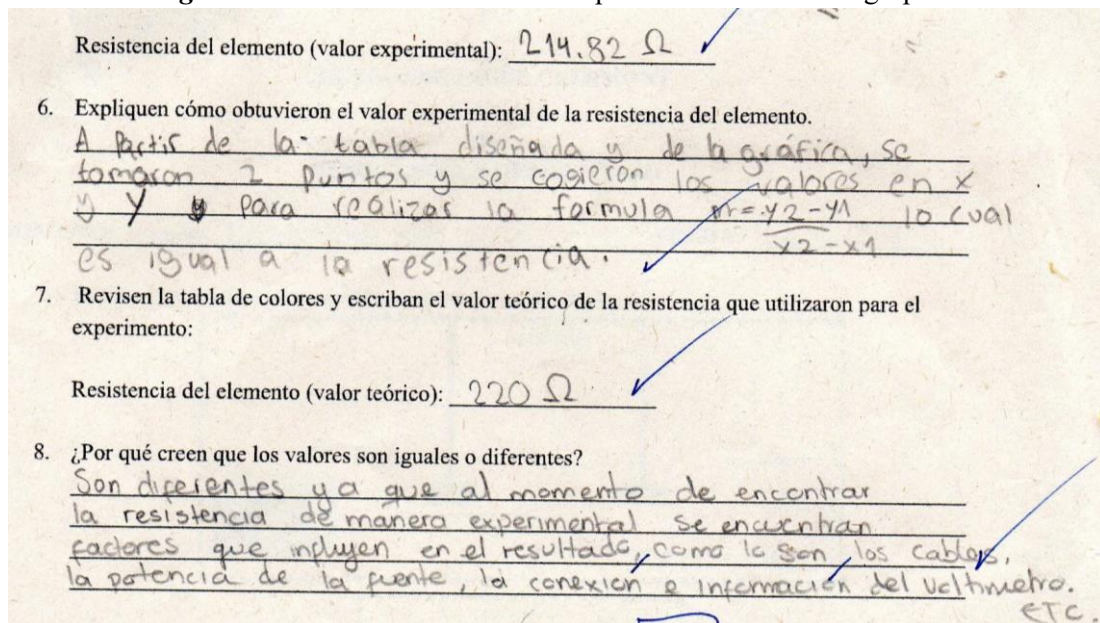 Resistencia del elemento (valor experimental): 214.82 Ω
6. Expliquen cómo obtuvieron el valor experimental de la resistencia del elemento.
A Partir de la tabla diseñada y de la gráfica, se
tomaron 2 puntos y se cogieron los valores en x
y y para realizar la formula m = y2-y1 lo cual
x2-x1
es igual a la resistencia.
7. Revisen la tabla de colores y escriban el valor teórico de la resistencia que utilizaron para el
experimento:
Resistencia del elemento (valor teórico): 220 Ω
8. ¿Por qué creen que los valores son iguales o diferentes?
Son diferentes ya que al momento de encontrar
la resistencia de manera experimental se encuentran
factores que influyen en el resultado, como lo son los cables,
la potencia de la fuente, la conexión e información del voltimetro.
ETC.